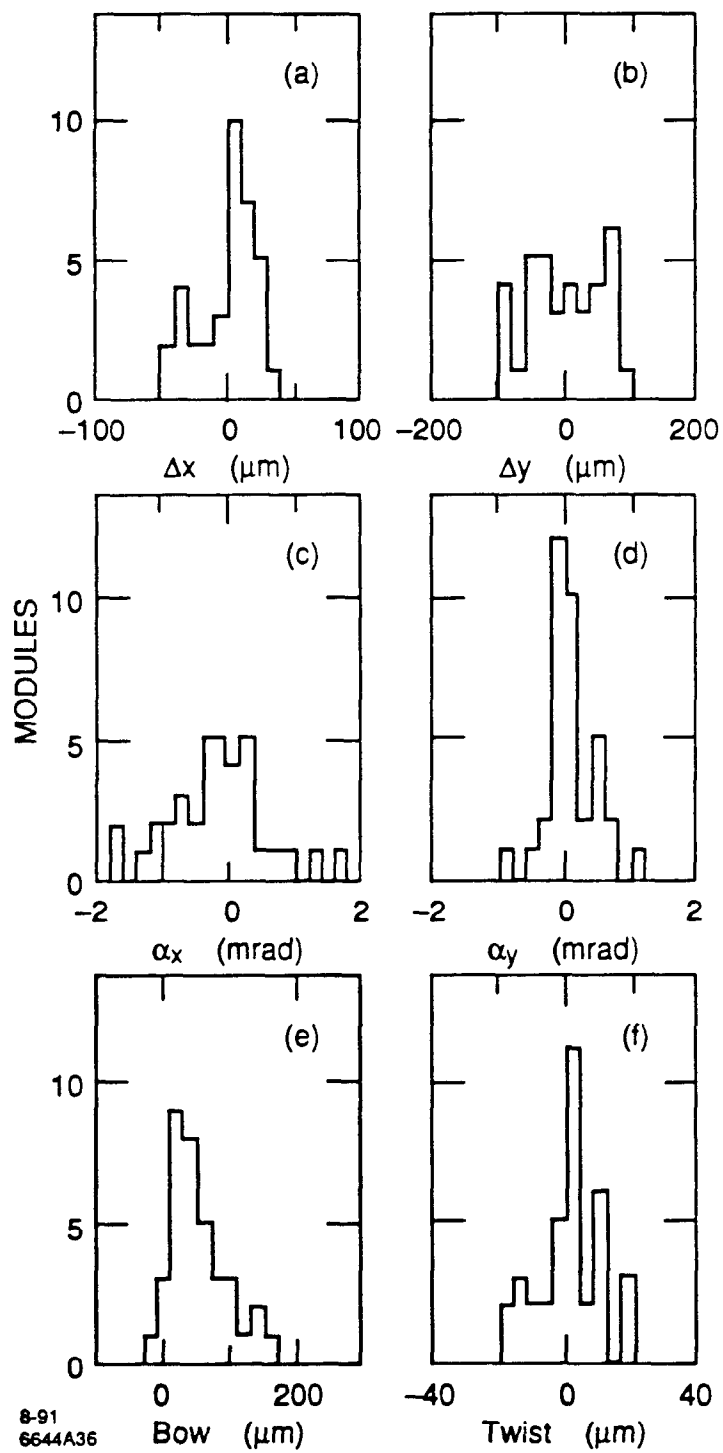 (a)
(b)
10
5
0
−100 0 100
−200 0 200
Δx (μm)
Δy (μm)
MODULES
(c)
(d)
10
5
0
−2 0 2
−2 0 2
αx (mrad)
αy (mrad)
(e)
(f)
10
5
0
0 200
−40 0 40
Bow (μm)
Twist (μm)
8-91
6644A36